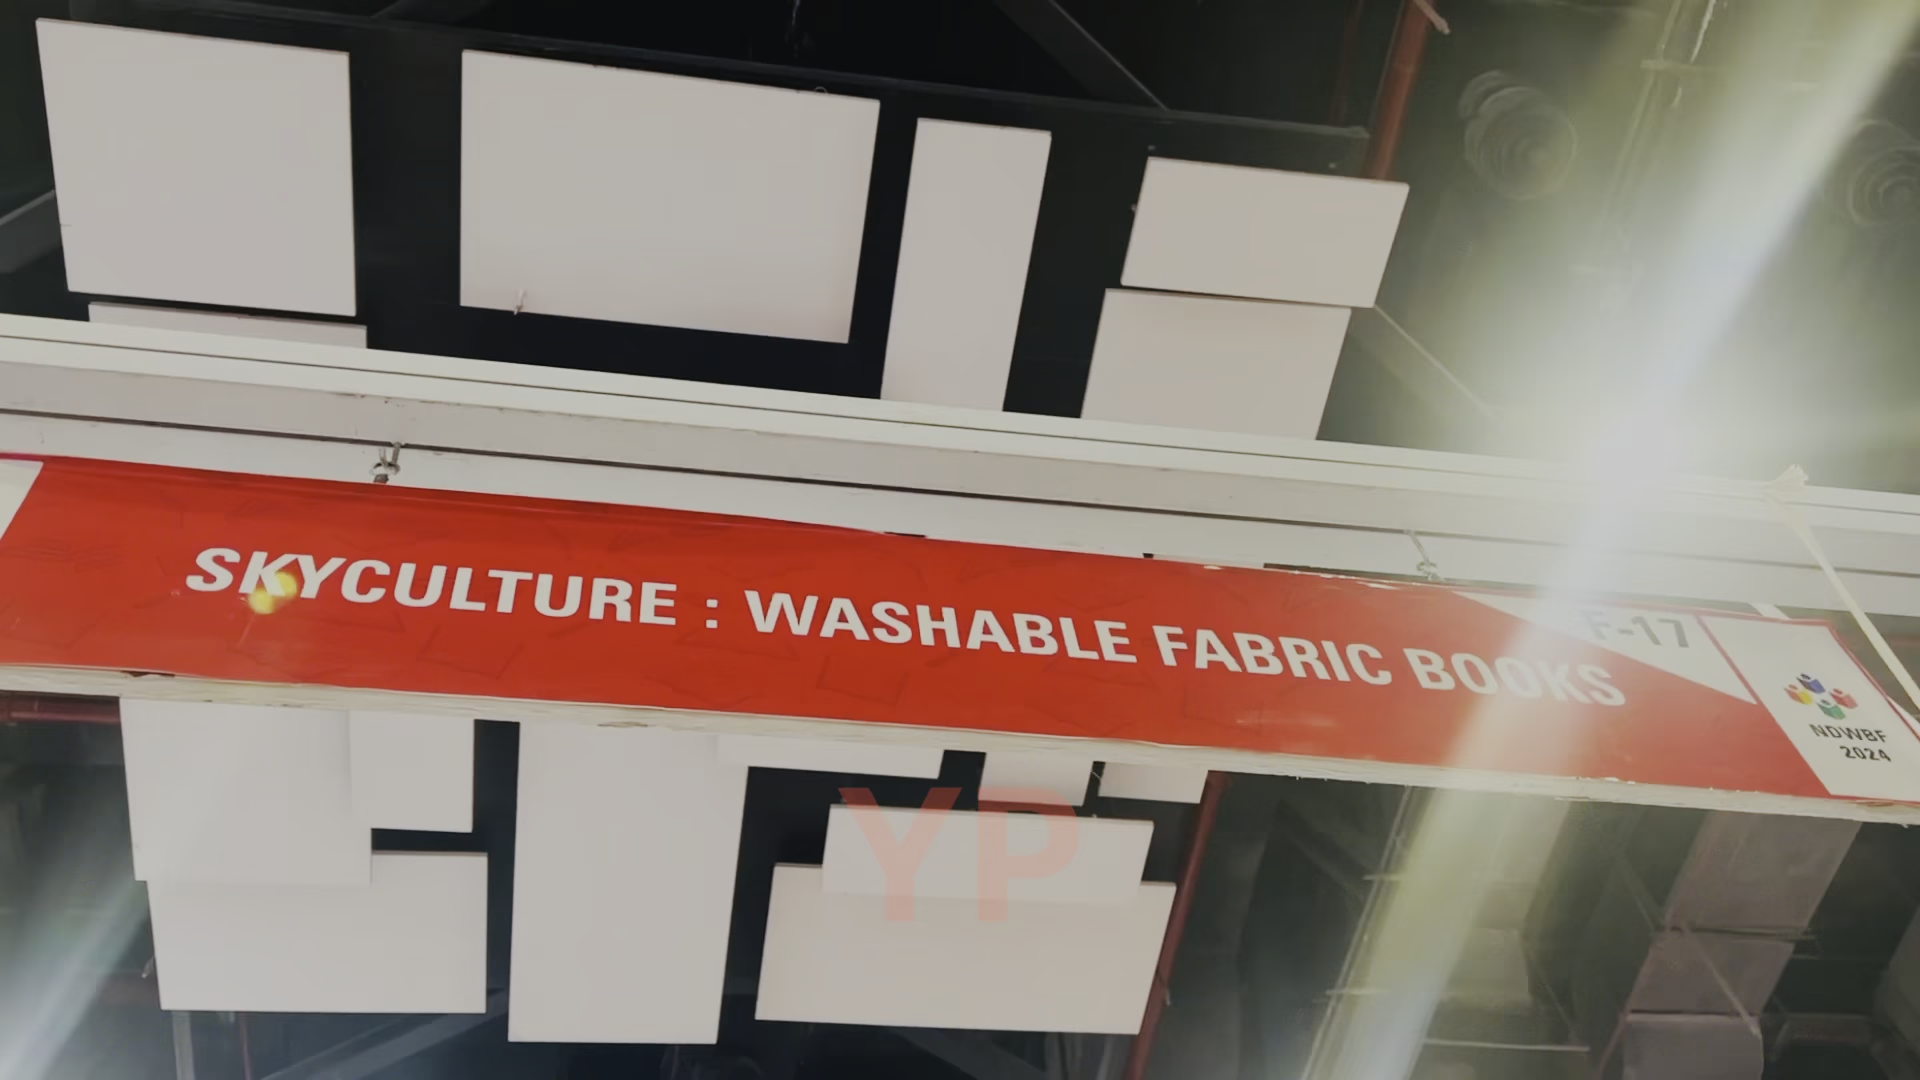 SKYCULTURE : WASHABLE FABRIC BOOKS
F-17
NDWBF
2024
YP